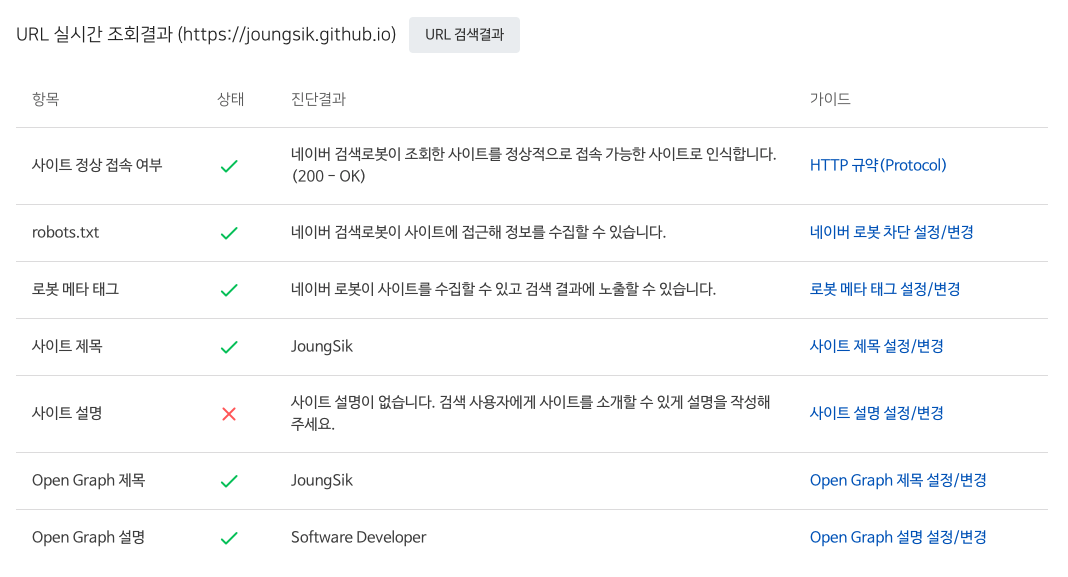 URL 실시간 조회결과 (https://joungsik.github.io) URL 검색결과
항목 상태 진단결과 가이드
사이트 정상 접속 여부 네이버 검색로봇이 조회한 사이트를 정상적으로 접속 가능한 사이트로 인식합니다. HTTP 규약(Protocol)
(200 - OK)
robots.txt 네이버 검색로봇이 사이트에 접근해 정보를 수집할 수 있습니다. 네이버 로봇 차단 설정/변경
로봇 메타 태그 네이버 로봇이 사이트를 수집할 수 있고 검색 결과에 노출할 수 있습니다. 로봇 메타 태그 설정/변경
사이트 제목 JoungSik 사이트 제목 설정/변경
사이트 설명 사이트 설명이 없습니다. 검색 사용자에게 사이트를 소개할 수 있게 설명을 작성해 사이트 설명 설정/변경
주세요.
Open Graph 제목 JoungSik Open Graph 제목 설정/변경
Open Graph 설명 Software Developer Open Graph 설명 설정/변경